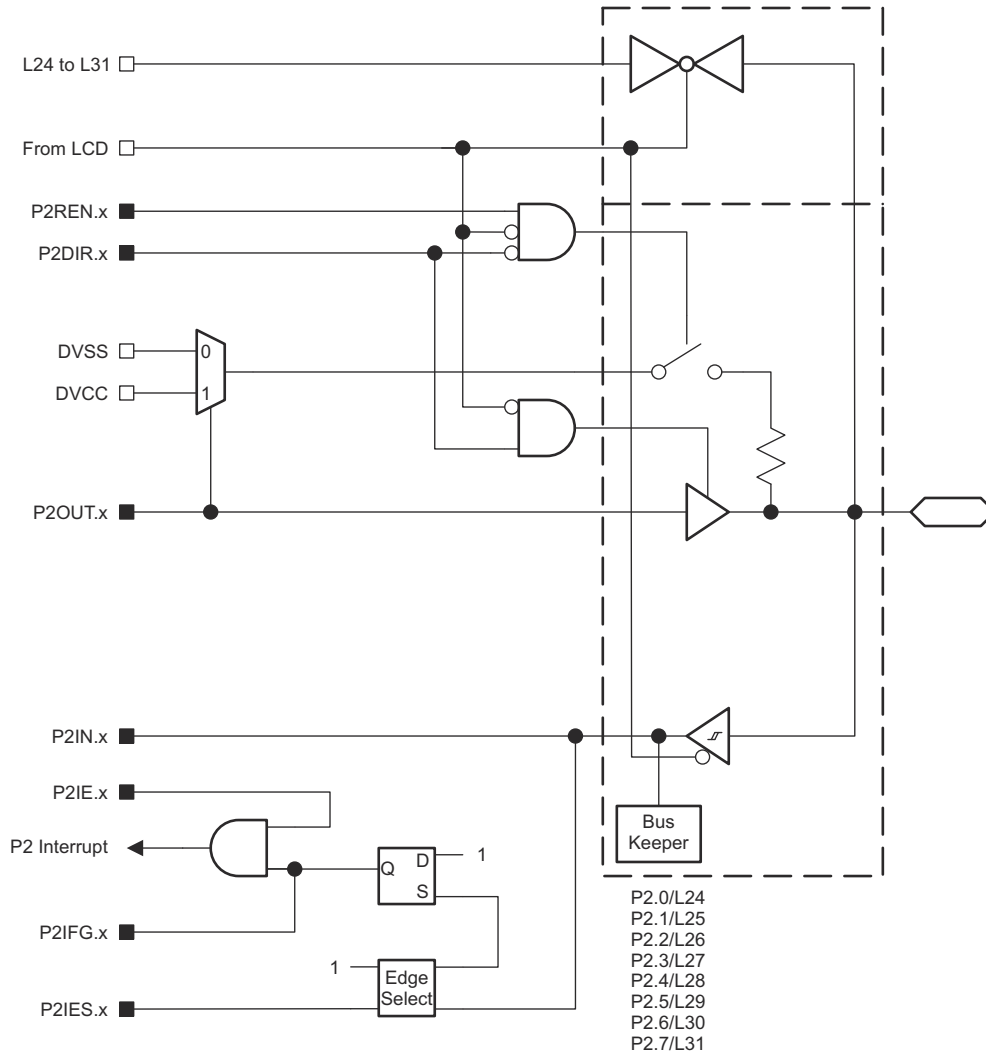 L24 to L31
From LCD
P2REN.x
P2DIR.x
DVSS
0
DVCC
1
P2OUT.x
P2IN.x
P2IE.x
Bus
Keeper
P2 Interrupt
Q
D
1
S
P2IFG.x
1
Edge
Select
P2IES.x
P2.0/L24
P2.1/L25
P2.2/L26
P2.3/L27
P2.4/L28
P2.5/L29
P2.6/L30
P2.7/L31